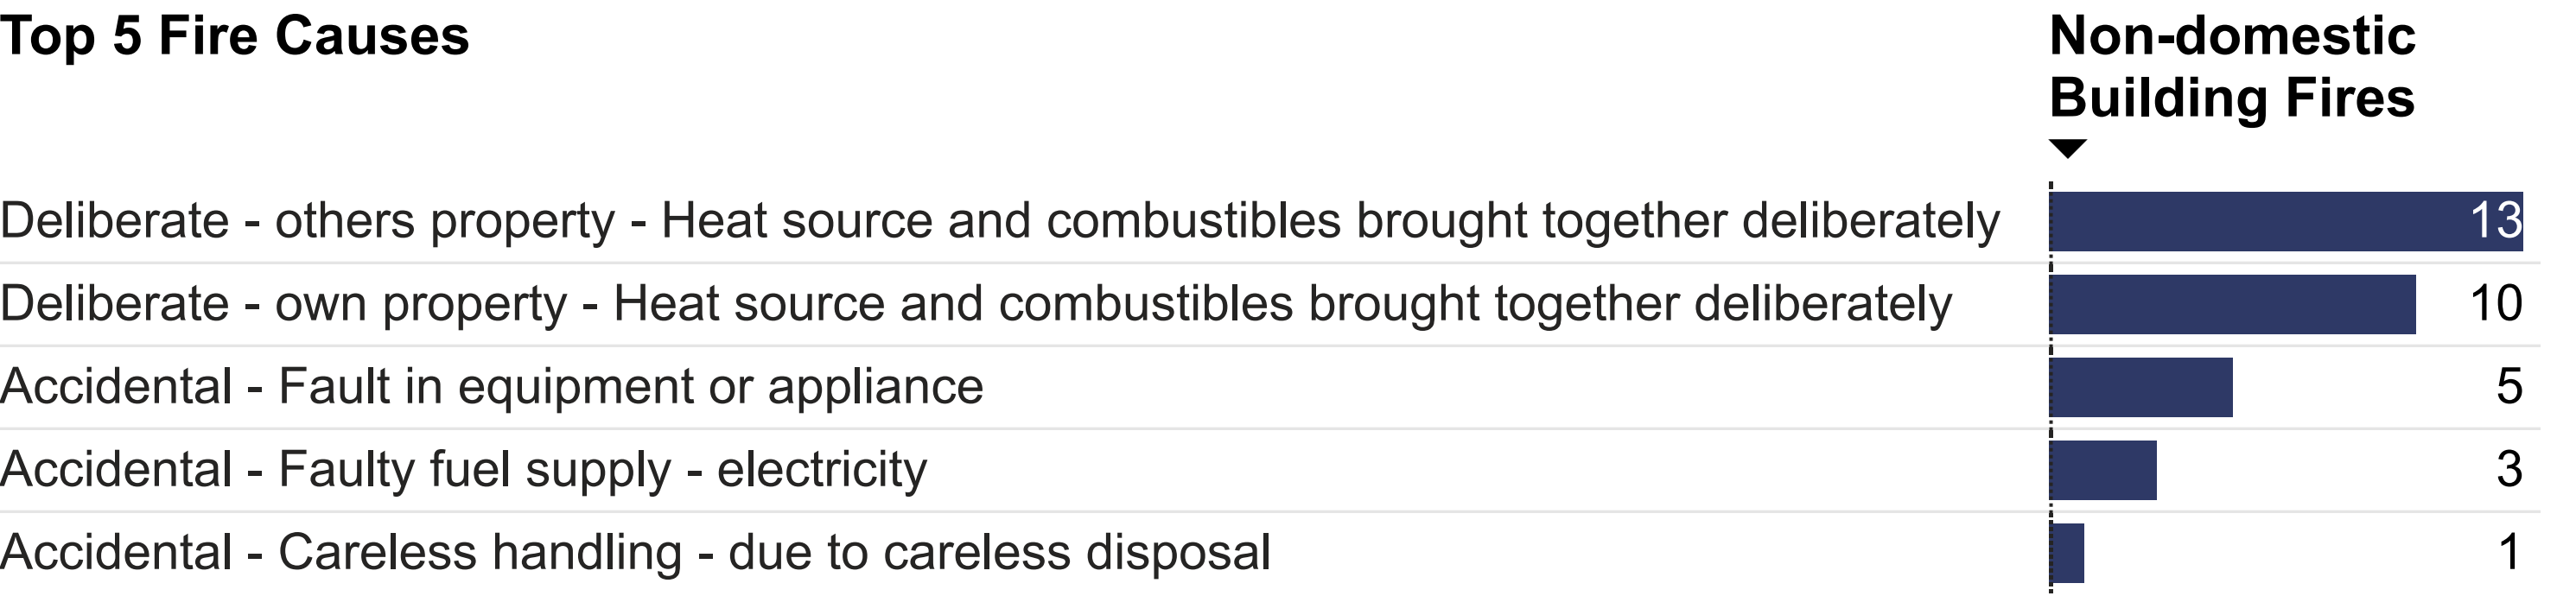 Top 5 Fire Causes
Non-domestic
Building Fires
Deliberate - others property - Heat source and combustibles brought together deliberately 13
Deliberate - own property - Heat source and combustibles brought together deliberately 10
Accidental - Fault in equipment or appliance 5
Accidental - Faulty fuel supply - electricity 3
Accidental - Careless handling - due to careless disposal 1